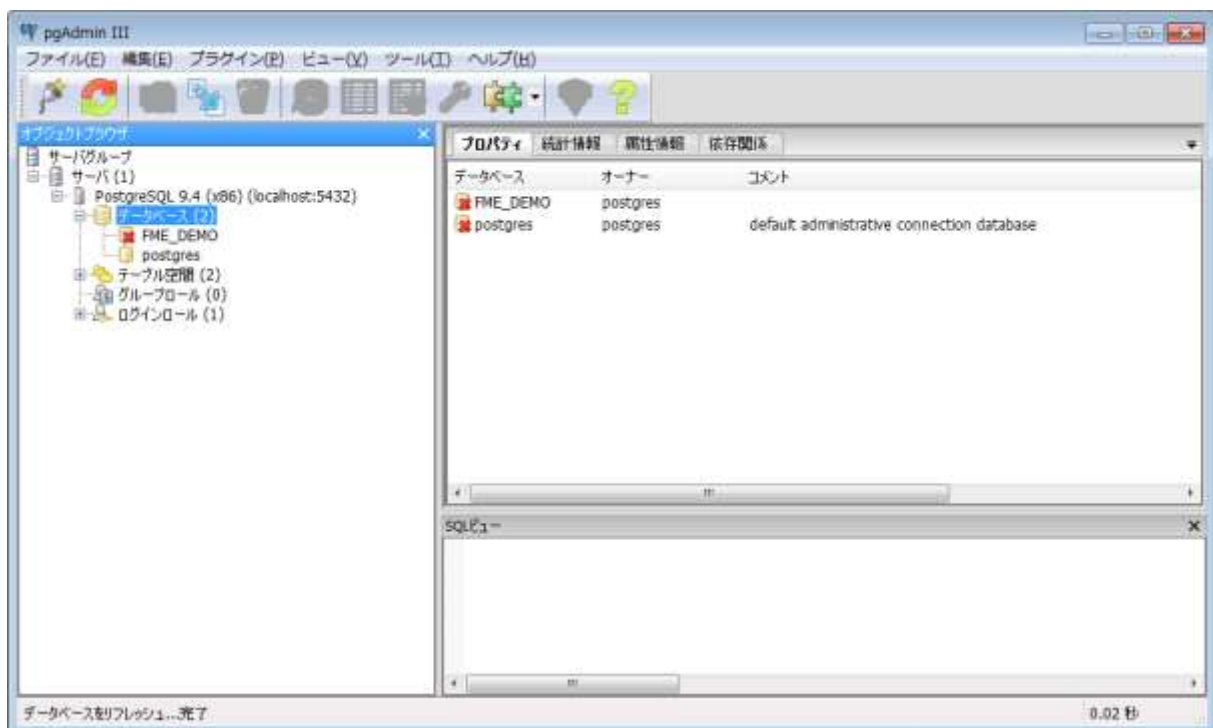 pgAdmin III
ファイル(E) 編集(E) プラグイン(P) ビュー(V) ツール(T) ヘルプ(H)
オブジェクトブラウザ
サーバグループ
サーバ (1)
PostgreSQL 9.4 (x86) (localhost:5432)
データベース (2)
FME_DEMO
postgres
テーブル空間 (2)
グループロール (0)
ログインロール (1)
プロパティ 統計情報 属性情報 依存関係
データベース オーナー コメント
FME_DEMO postgres
postgres postgres default administrative connection database
SQLビュー
データベースをリフレッシュ...完了 0.02 秒